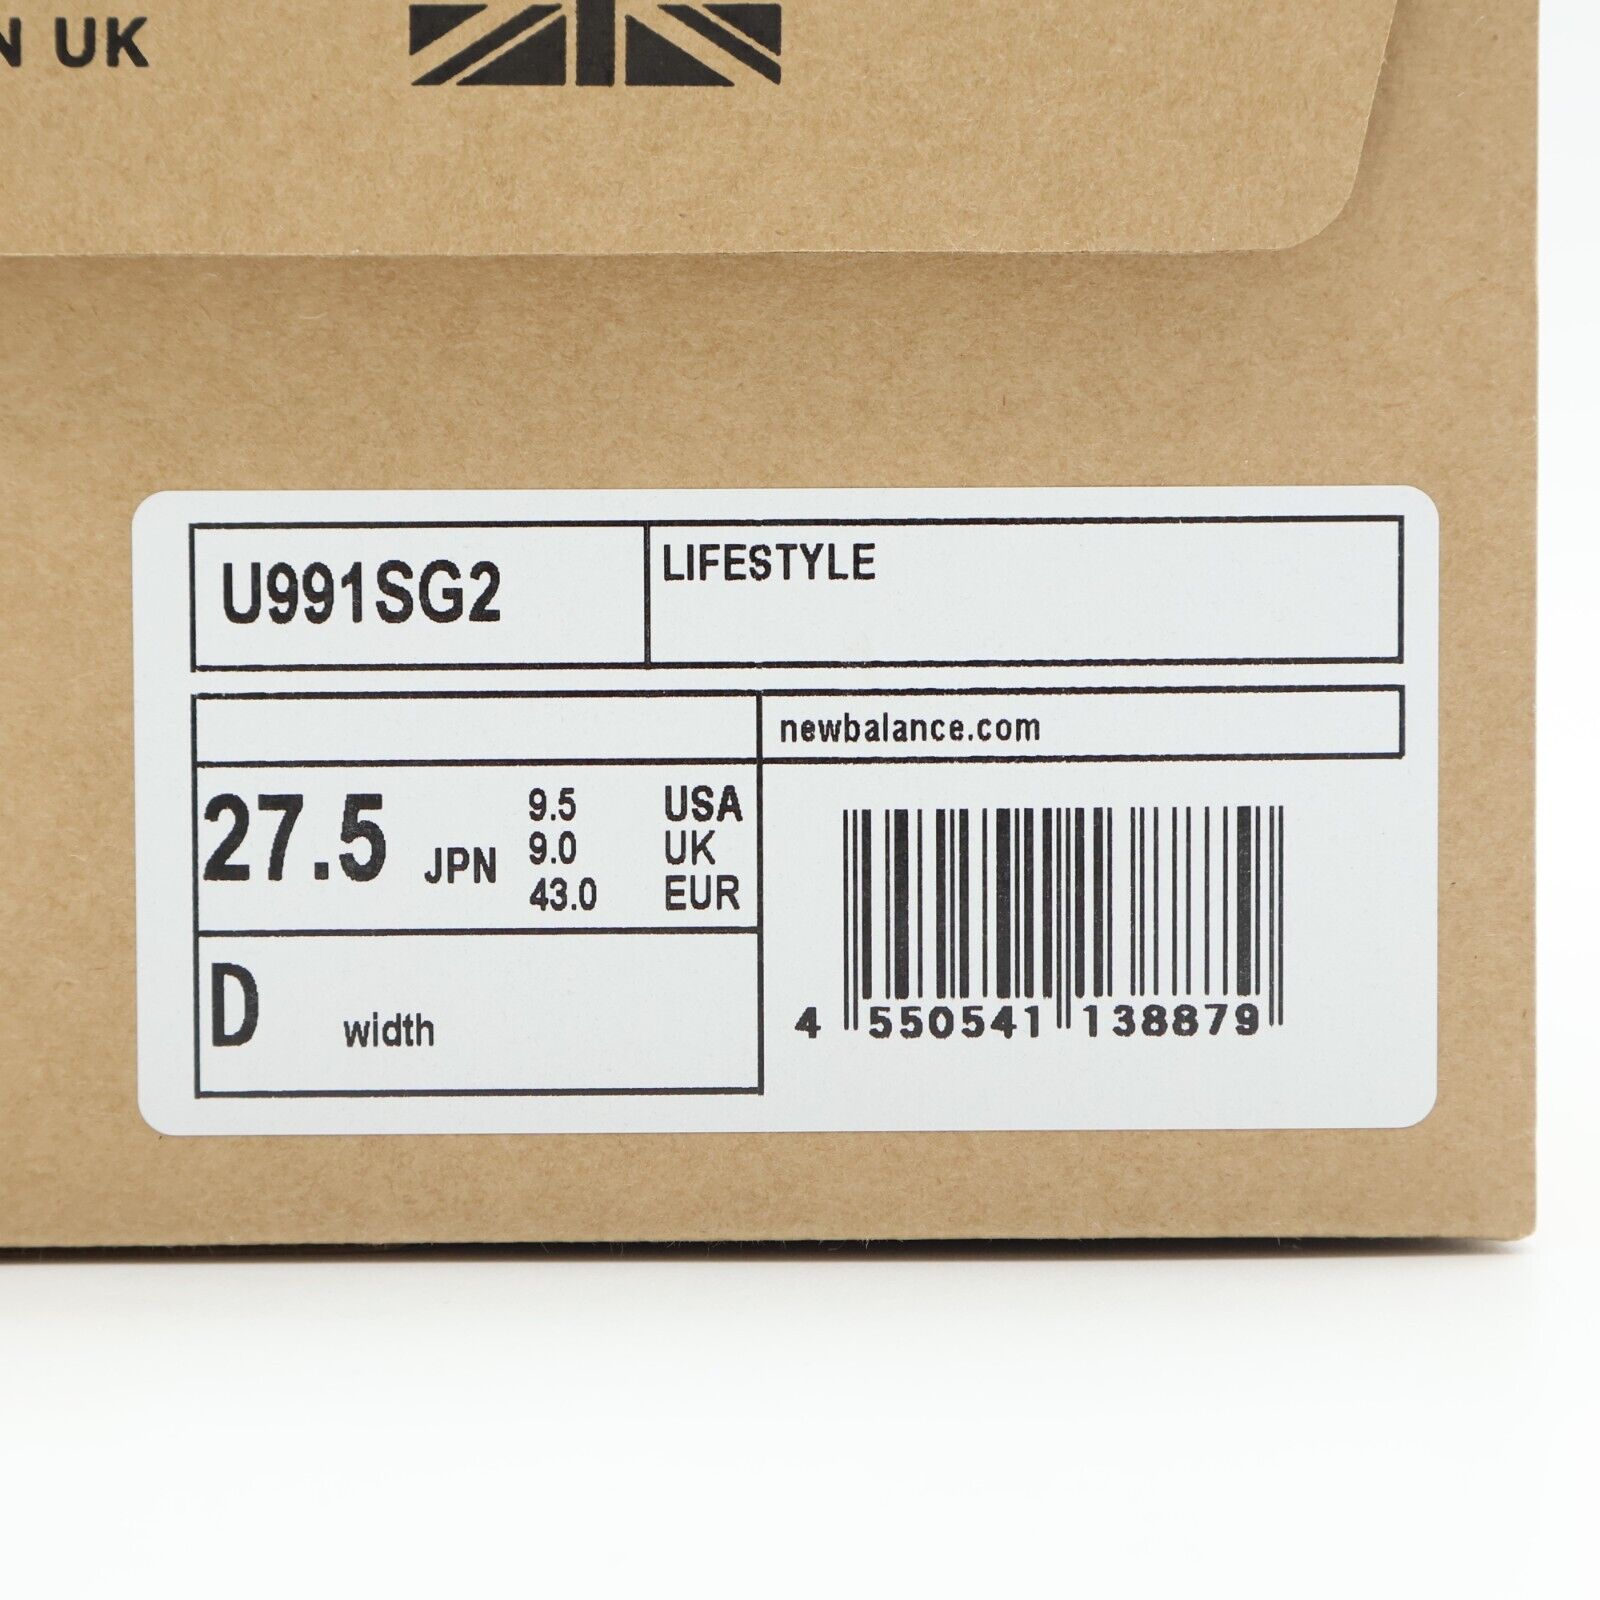 UK
U991SG2
LIFESTYLE
newbalance.com
27.5 JPN
9.5 USA
9.0 UK
43.0 EUR
D width
4 550541 138879